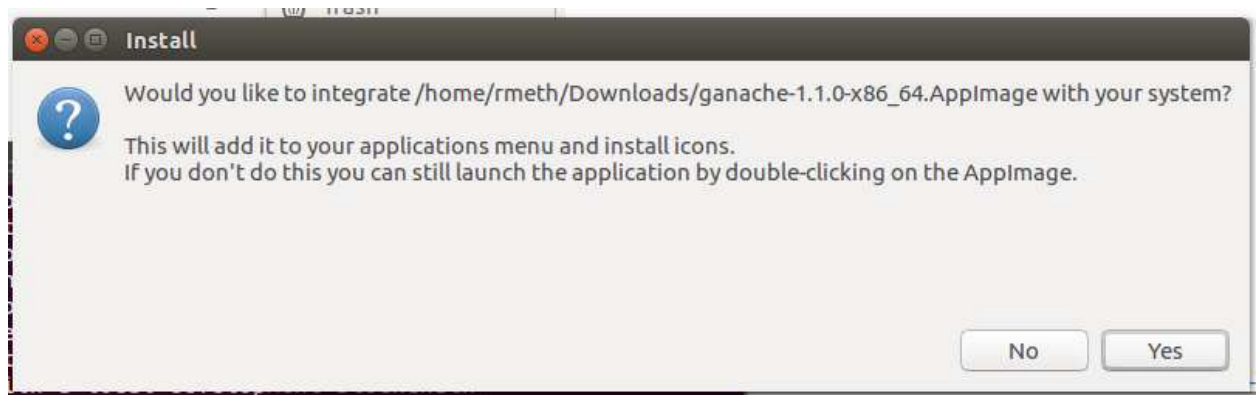 Trash
Install
Would you like to integrate /home/rmeth/Downloads/ganache-1.1.0-x86_64.AppImage with your system?
This will add it to your applications menu and install icons.
If you don't do this you can still launch the application by double-clicking on the AppImage.
No
Yes